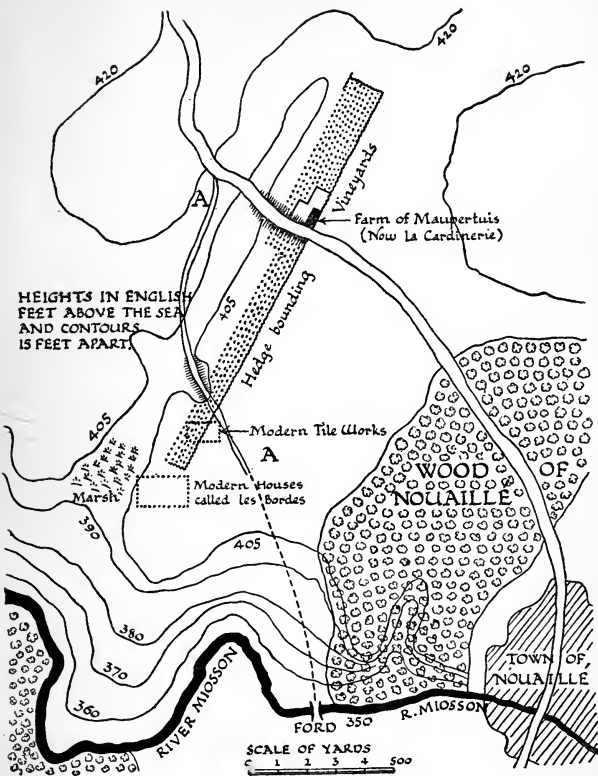 420
420
420
A
Vineyards
Farm of Maupertuis
(Now La Cardinerie)
HEIGHTS IN ENGLISH
FEET ABOVE THE SEA
AND CONTOURS
15 FEET APART.
405
Hedge bounding
405
Modern Tile Works
A
WOOD OF
NOUAILLÉ
Marsh
Modern Houses
called les Bordes
390
405
380
370
360
TOWN OF
NOUAILLÉ
RIVER MIOSSON
FORD
350
R. MIOSSON
SCALE OF YARDS
0 1 2 3 4 500